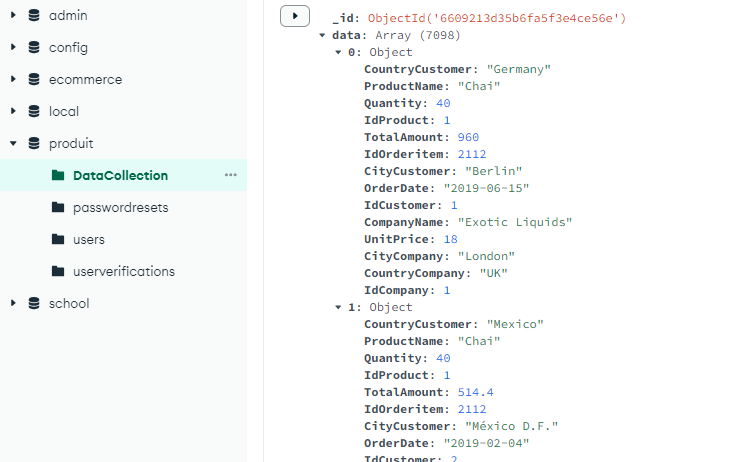 admin
config
ecommerce
local
produit
DataCollection
passwordresets
users
userverifications
school
_id: ObjectId('6609213d35b6fa5f3e4ce56e')
data: Array (7098)
0: Object
CountryCustomer: "Germany"
ProductName: "Chai"
Quantity: 40
IdProduct: 1
TotalAmount: 960
IdOrderitem: 2112
CityCustomer: "Berlin"
OrderDate: "2019-06-15"
IdCustomer: 1
CompanyName: "Exotic Liquids"
UnitPrice: 18
CityCompany: "London"
CountryCompany: "UK"
IdCompany: 1
1: Object
CountryCustomer: "Mexico"
ProductName: "Chai"
Quantity: 40
IdProduct: 1
TotalAmount: 514.4
IdOrderitem: 2112
CityCustomer: "México D.F."
OrderDate: "2019-02-04"
IdCustomer: 2